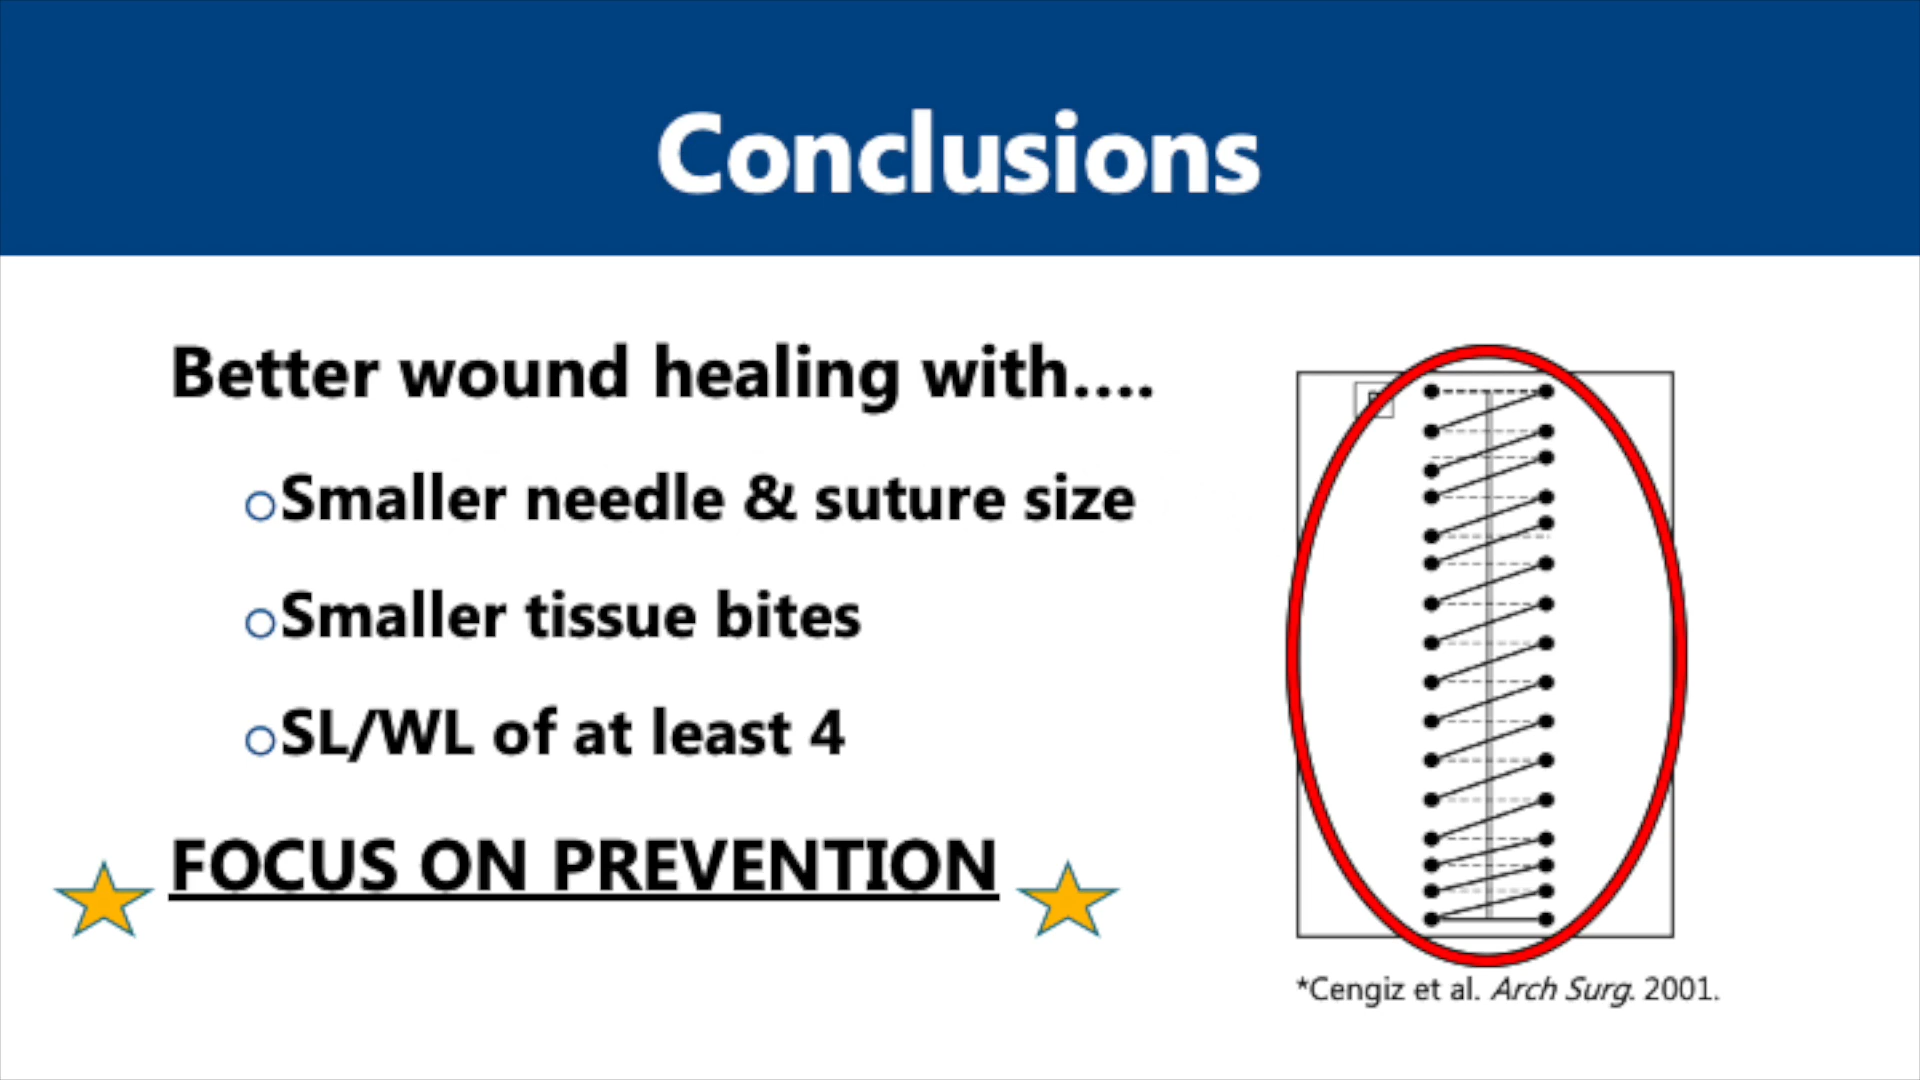 Conclusions
Better wound healing with....
Smaller needle & suture size
Smaller tissue bites
SL/WL of at least 4
FOCUS ON PREVENTION
*Cengiz et al. Arch Surg. 2001.